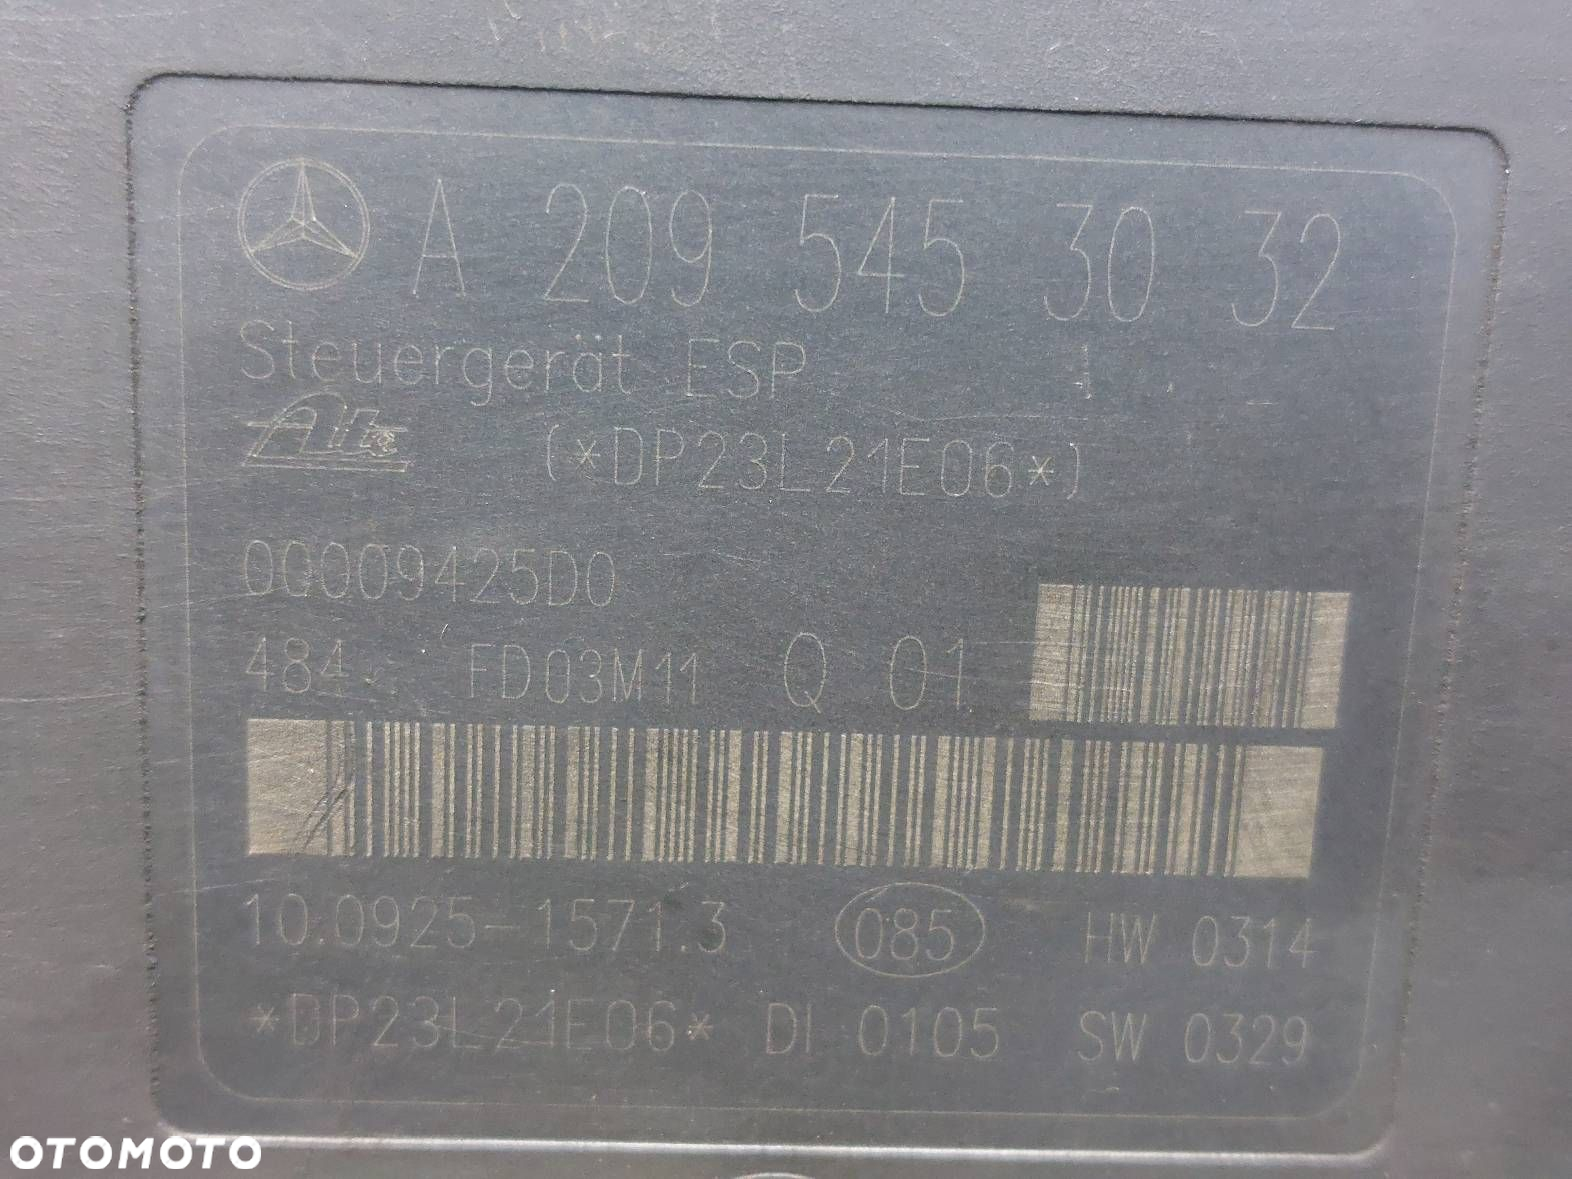 A 209 545 30 32
Steuergerät ESP
Ate (*DP23L21E06*)
00009425D0
484 FD03M11 Q 01
10.0925-1571.3 085 HW 0314
*DP23L21E06* DI 0105 SW 0329
OTOMOTO